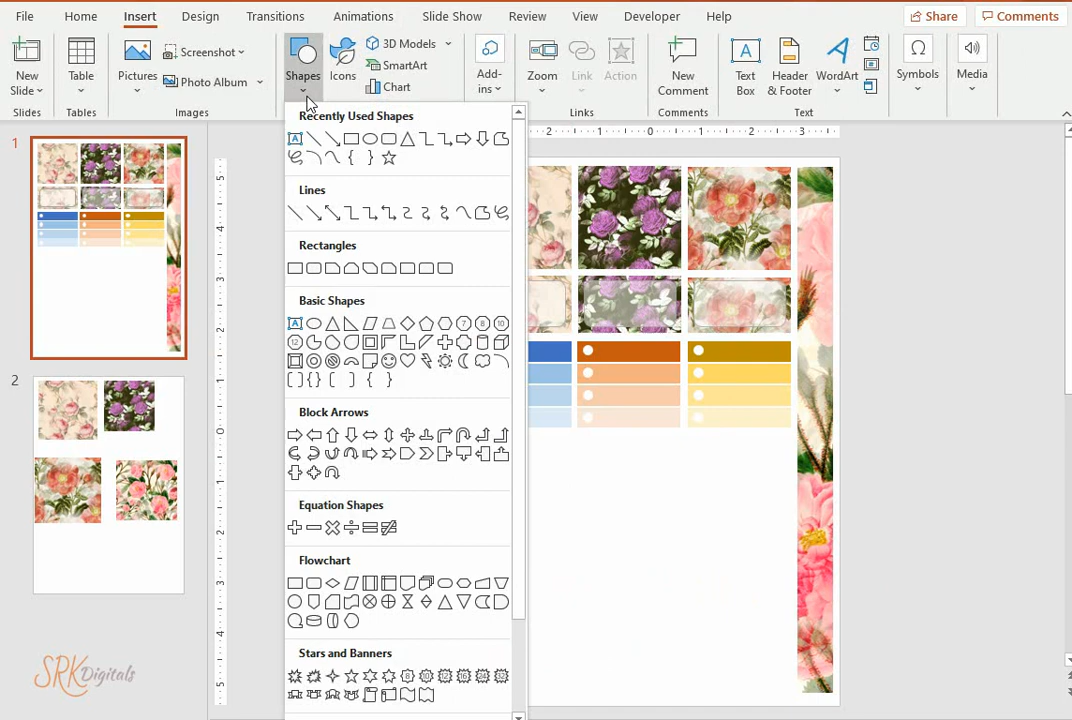 File Home Insert Design Transitions Animations Slide Show Review View Developer Help Share Comments
New Slide Table Pictures Screenshot Photo Album Shapes Icons 3D Models SmartArt Chart Add-ins Zoom Link Action New Comment Text Box Header & Footer WordArt Symbols Media
Slides Tables Images Links Comments Text
Recently Used Shapes
Lines
Rectangles
Basic Shapes
Block Arrows
Equation Shapes
Flowchart
Stars and Banners
1
2
SRK Digitals